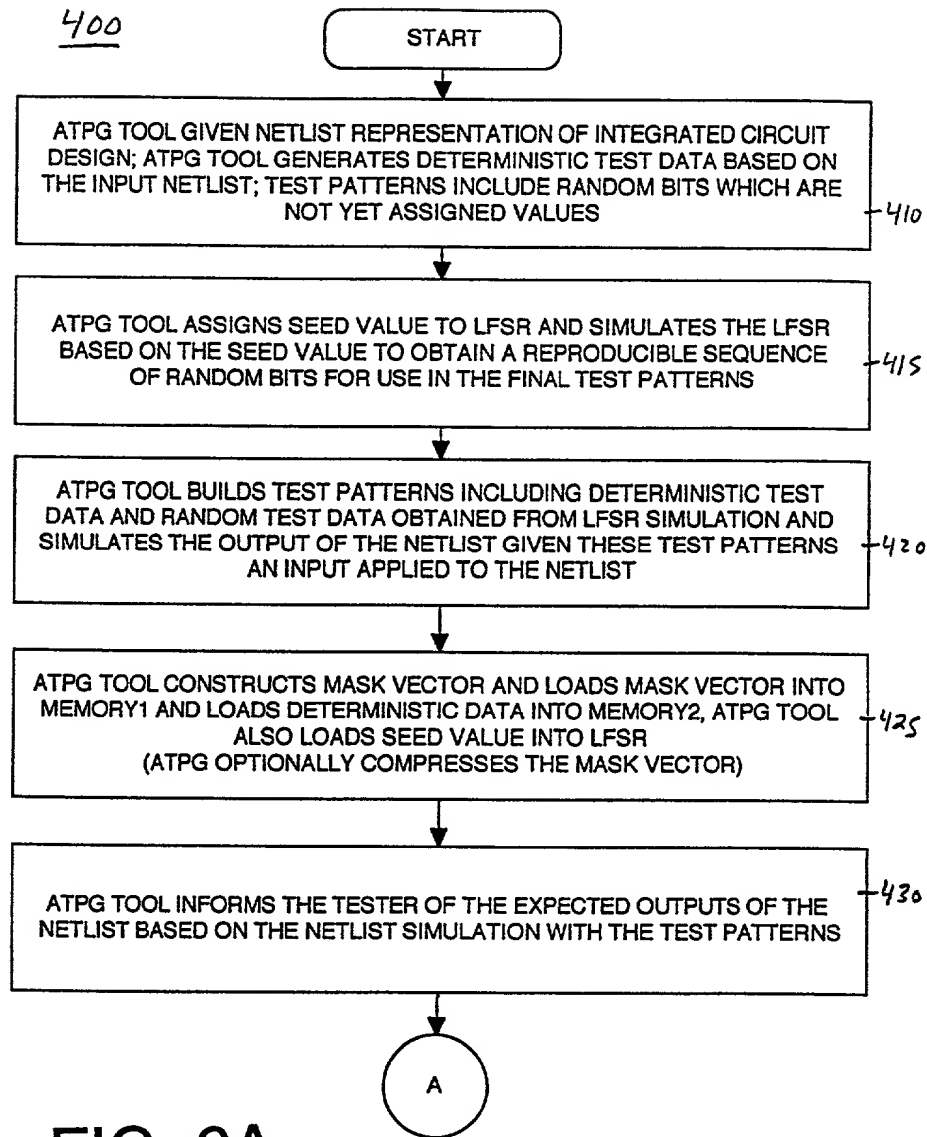 400
START
ATPG TOOL GIVEN NETLIST REPRESENTATION OF INTEGRATED CIRCUIT
DESIGN; ATPG TOOL GENERATES DETERMINISTIC TEST DATA BASED ON
THE INPUT NETLIST; TEST PATTERNS INCLUDE RANDOM BITS WHICH ARE
NOT YET ASSIGNED VALUES
410
ATPG TOOL ASSIGNS SEED VALUE TO LFSR AND SIMULATES THE LFSR
BASED ON THE SEED VALUE TO OBTAIN A REPRODUCIBLE SEQUENCE
OF RANDOM BITS FOR USE IN THE FINAL TEST PATTERNS
415
ATPG TOOL BUILDS TEST PATTERNS INCLUDING DETERMINISTIC TEST
DATA AND RANDOM TEST DATA OBTAINED FROM LFSR SIMULATION AND
SIMULATES THE OUTPUT OF THE NETLIST GIVEN THESE TEST PATTERNS
AN INPUT APPLIED TO THE NETLIST
420
ATPG TOOL CONSTRUCTS MASK VECTOR AND LOADS MASK VECTOR INTO
MEMORY1 AND LOADS DETERMINISTIC DATA INTO MEMORY2, ATPG TOOL
ALSO LOADS SEED VALUE INTO LFSR
(ATPG OPTIONALLY COMPRESSES THE MASK VECTOR)
425
ATPG TOOL INFORMS THE TESTER OF THE EXPECTED OUTPUTS OF THE
NETLIST BASED ON THE NETLIST SIMULATION WITH THE TEST PATTERNS
430
A